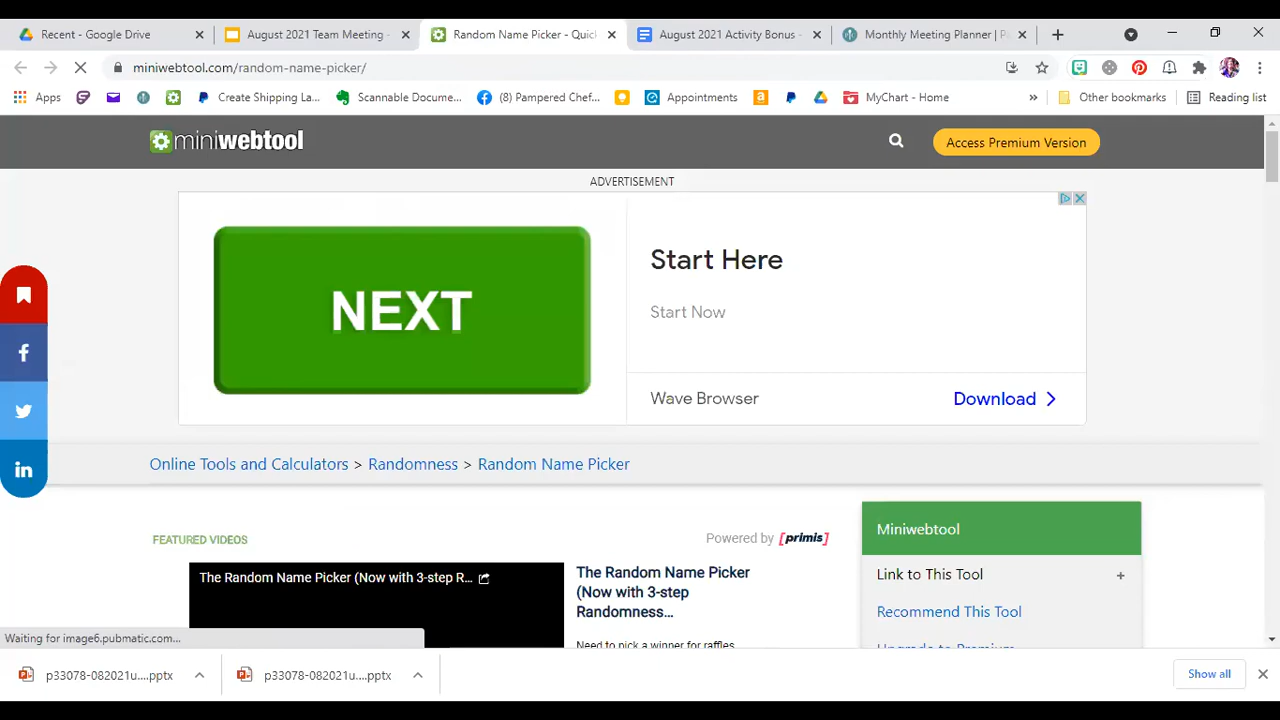 Recent - Google Drive
August 2021 Team Meeting -
Random Name Picker - Quick
August 2021 Activity Bonus -
Monthly Meeting Planner | P
miniwebtool.com/random-name-picker/
Apps
Create Shipping La...
Scannable Docume...
(8) Pampered Chef...
Appointments
MyChart - Home
»
Other bookmarks
Reading list
miniwebtool
Access Premium Version
ADVERTISEMENT
NEXT
Start Here
Start Now
Wave Browser
Download
Online Tools and Calculators > Randomness > Random Name Picker
FEATURED VIDEOS
Powered by [primis]
The Random Name Picker (Now with 3-step R...
The Random Name Picker
(Now with 3-step
Randomness...
Need to pick a winner for raffles
Miniwebtool
Link to This Tool
+
Recommend This Tool
Upgrade to Premium
Waiting for image6.pubmatic.com...
p33078-082021u....pptx
p33078-082021u....pptx
Show all